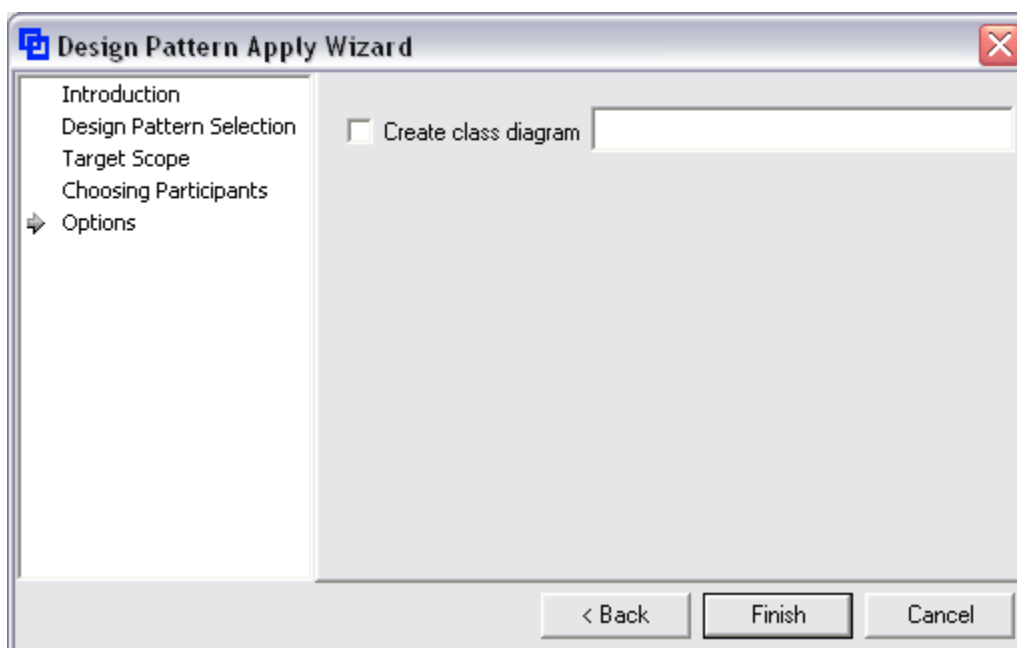 Design Pattern Apply Wizard
Introduction
Design Pattern Selection
Target Scope
Choosing Participants
Options
Create class diagram
< Back
Finish
Cancel